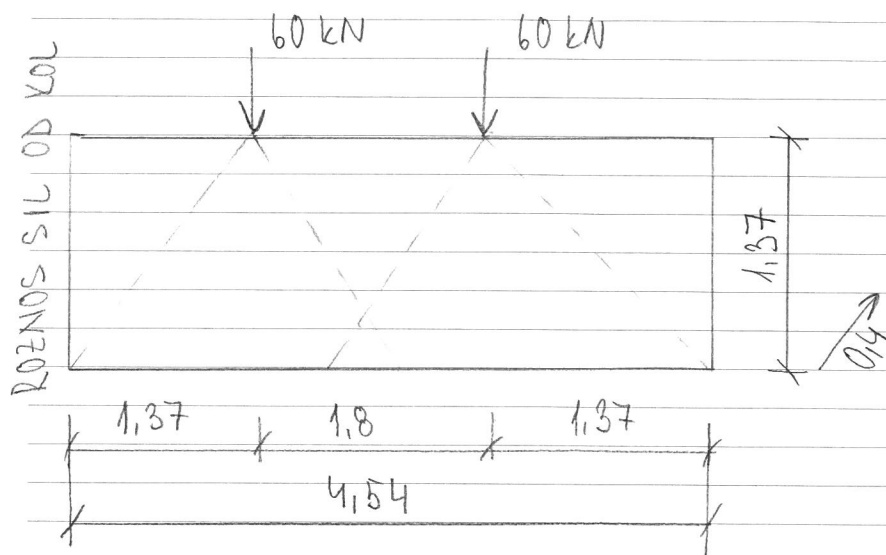 60 kN 60 kN
ROZNOS SIL OD KOL
1,37
0,4
1,37 1,8 1,37
4,54